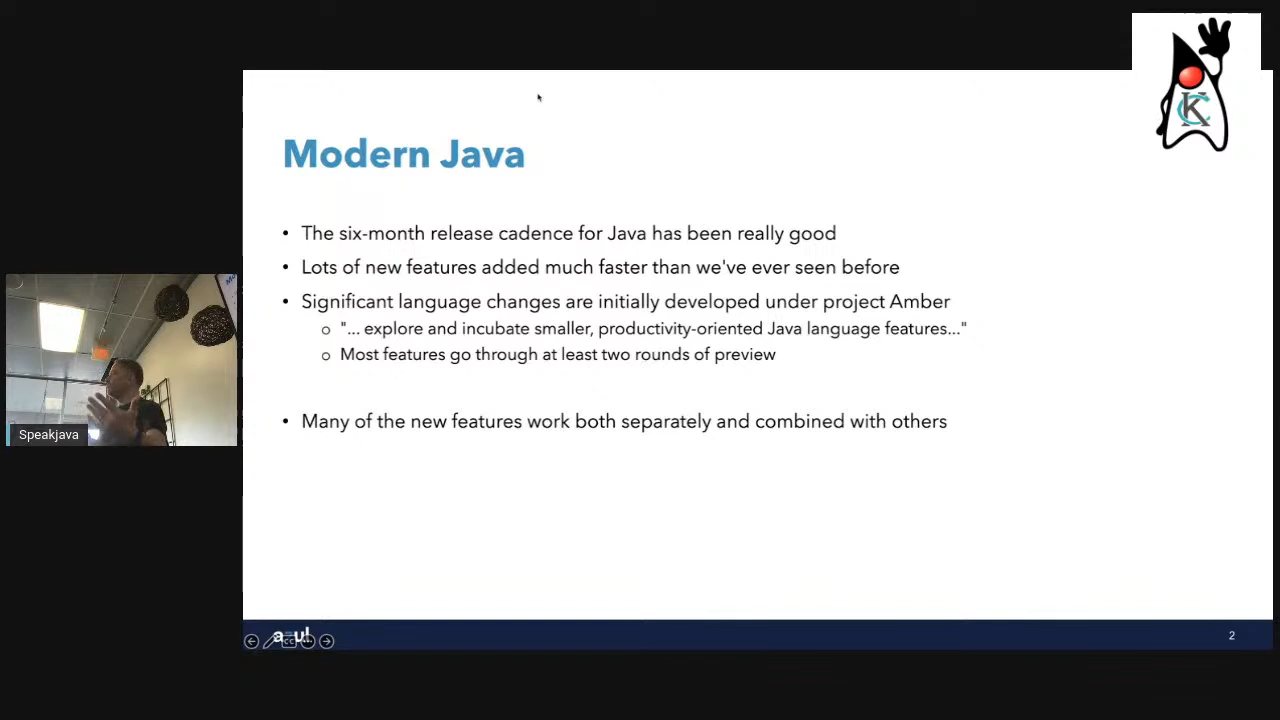 Modern Java
• The six-month release cadence for Java has been really good
• Lots of new features added much faster than we've ever seen before
• Significant language changes are initially developed under project Amber
o "... explore and incubate smaller, productivity-oriented Java language features..."
o Most features go through at least two rounds of preview
• Many of the new features work both separately and combined with others
Speakjava
azul
2
KC